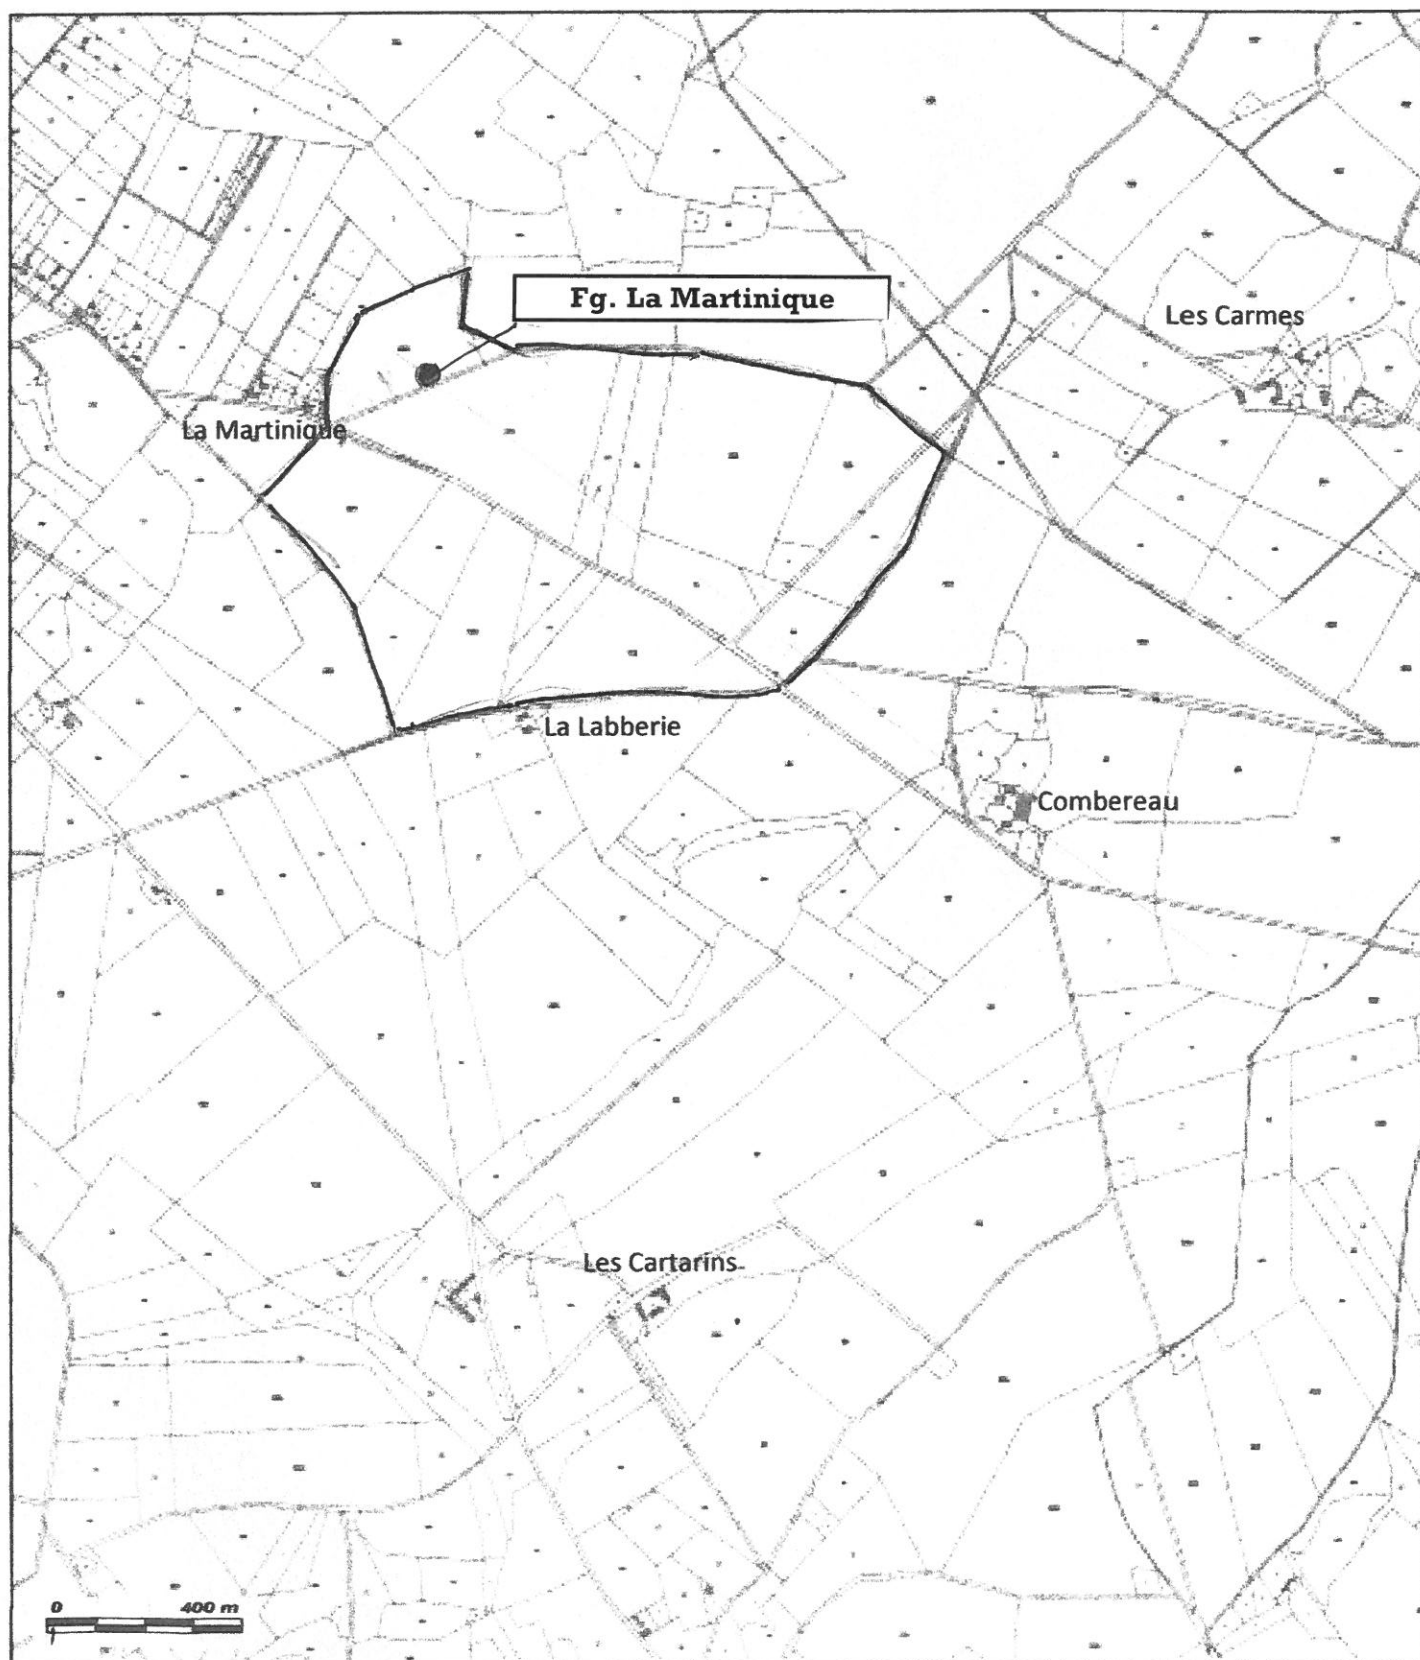 Fg. La Martinique
Les Carmes
La Martinique
La Labberie
Combereau
Les Cartarins
0 400 m